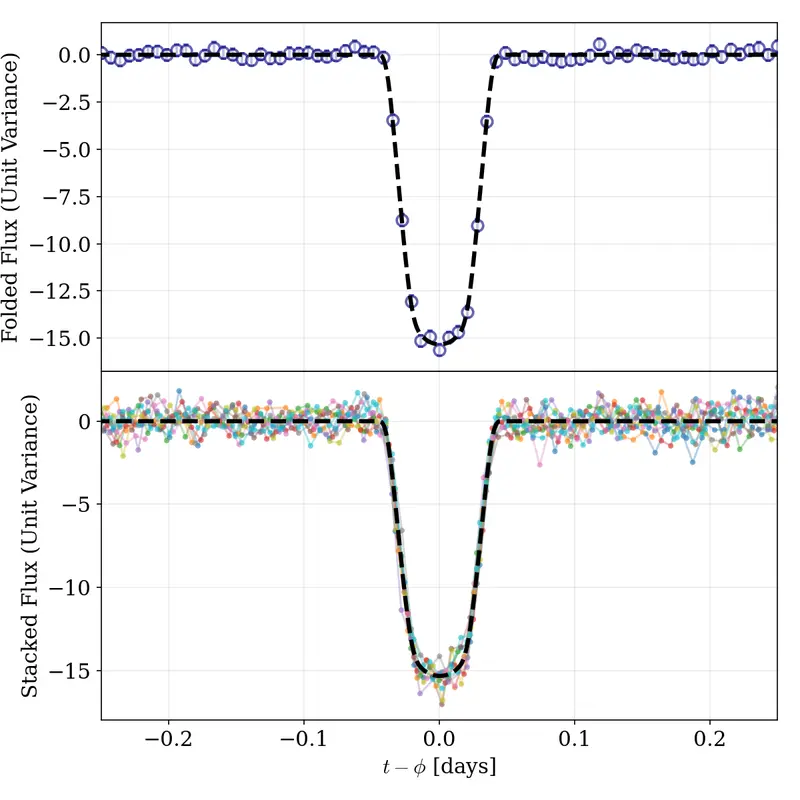 Folded Flux (Unit Variance)
0.0
−2.5
−5.0
−7.5
−10.0
−12.5
−15.0
Stacked Flux (Unit Variance)
0
−5
−10
−15
−0.2 −0.1 0.0 0.1 0.2
t − ϕ [days]